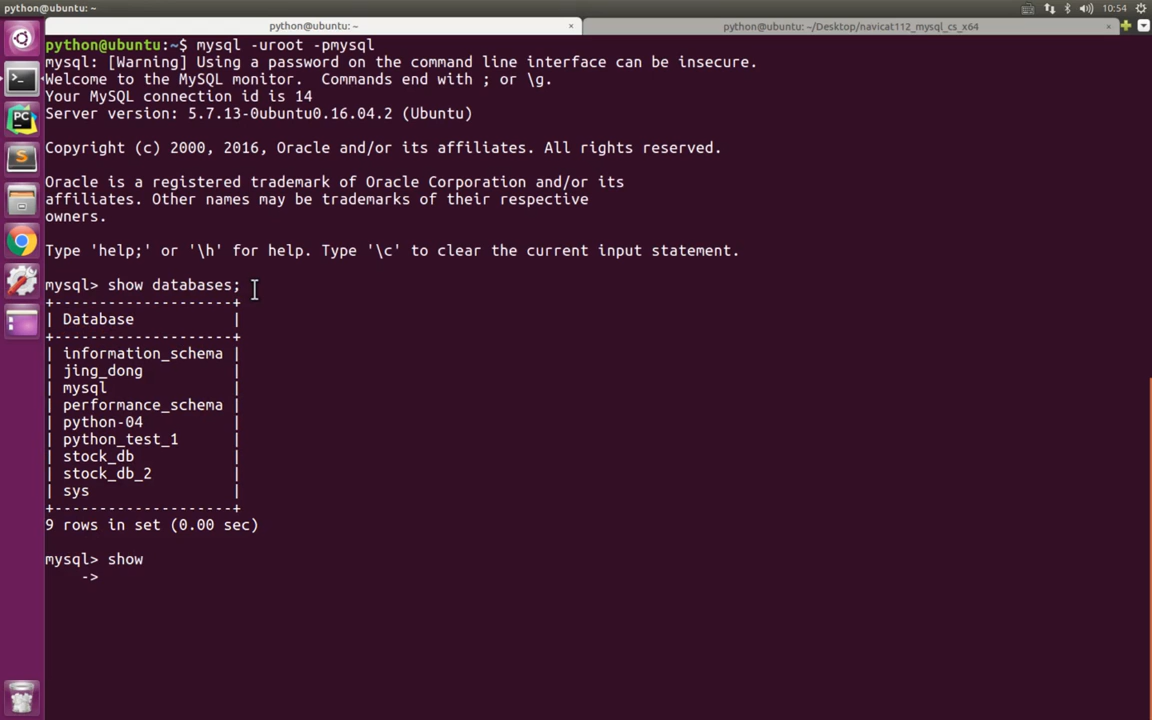 python@ubuntu: ~
10:54
python@ubuntu: ~ ×
python@ubuntu: ~/Desktop/navicat112_mysql_cs_x64 ×
python@ubuntu:~$ mysql -uroot -pmysql
mysql: [Warning] Using a password on the command line interface can be insecure.
Welcome to the MySQL monitor.  Commands end with ; or \g.
Your MySQL connection id is 14
Server version: 5.7.13-0ubuntu0.16.04.2 (Ubuntu)
Copyright (c) 2000, 2016, Oracle and/or its affiliates. All rights reserved.
Oracle is a registered trademark of Oracle Corporation and/or its
affiliates. Other names may be trademarks of their respective
owners.
Type 'help;' or '\h' for help. Type '\c' to clear the current input statement.
mysql> show databases;
+--------------------+
| Database           |
+--------------------+
| information_schema |
| jing_dong          |
| mysql              |
| performance_schema |
| python-04          |
| python_test_1      |
| stock_db           |
| stock_db_2         |
| sys                |
+--------------------+
9 rows in set (0.00 sec)
mysql> show
    ->
PC